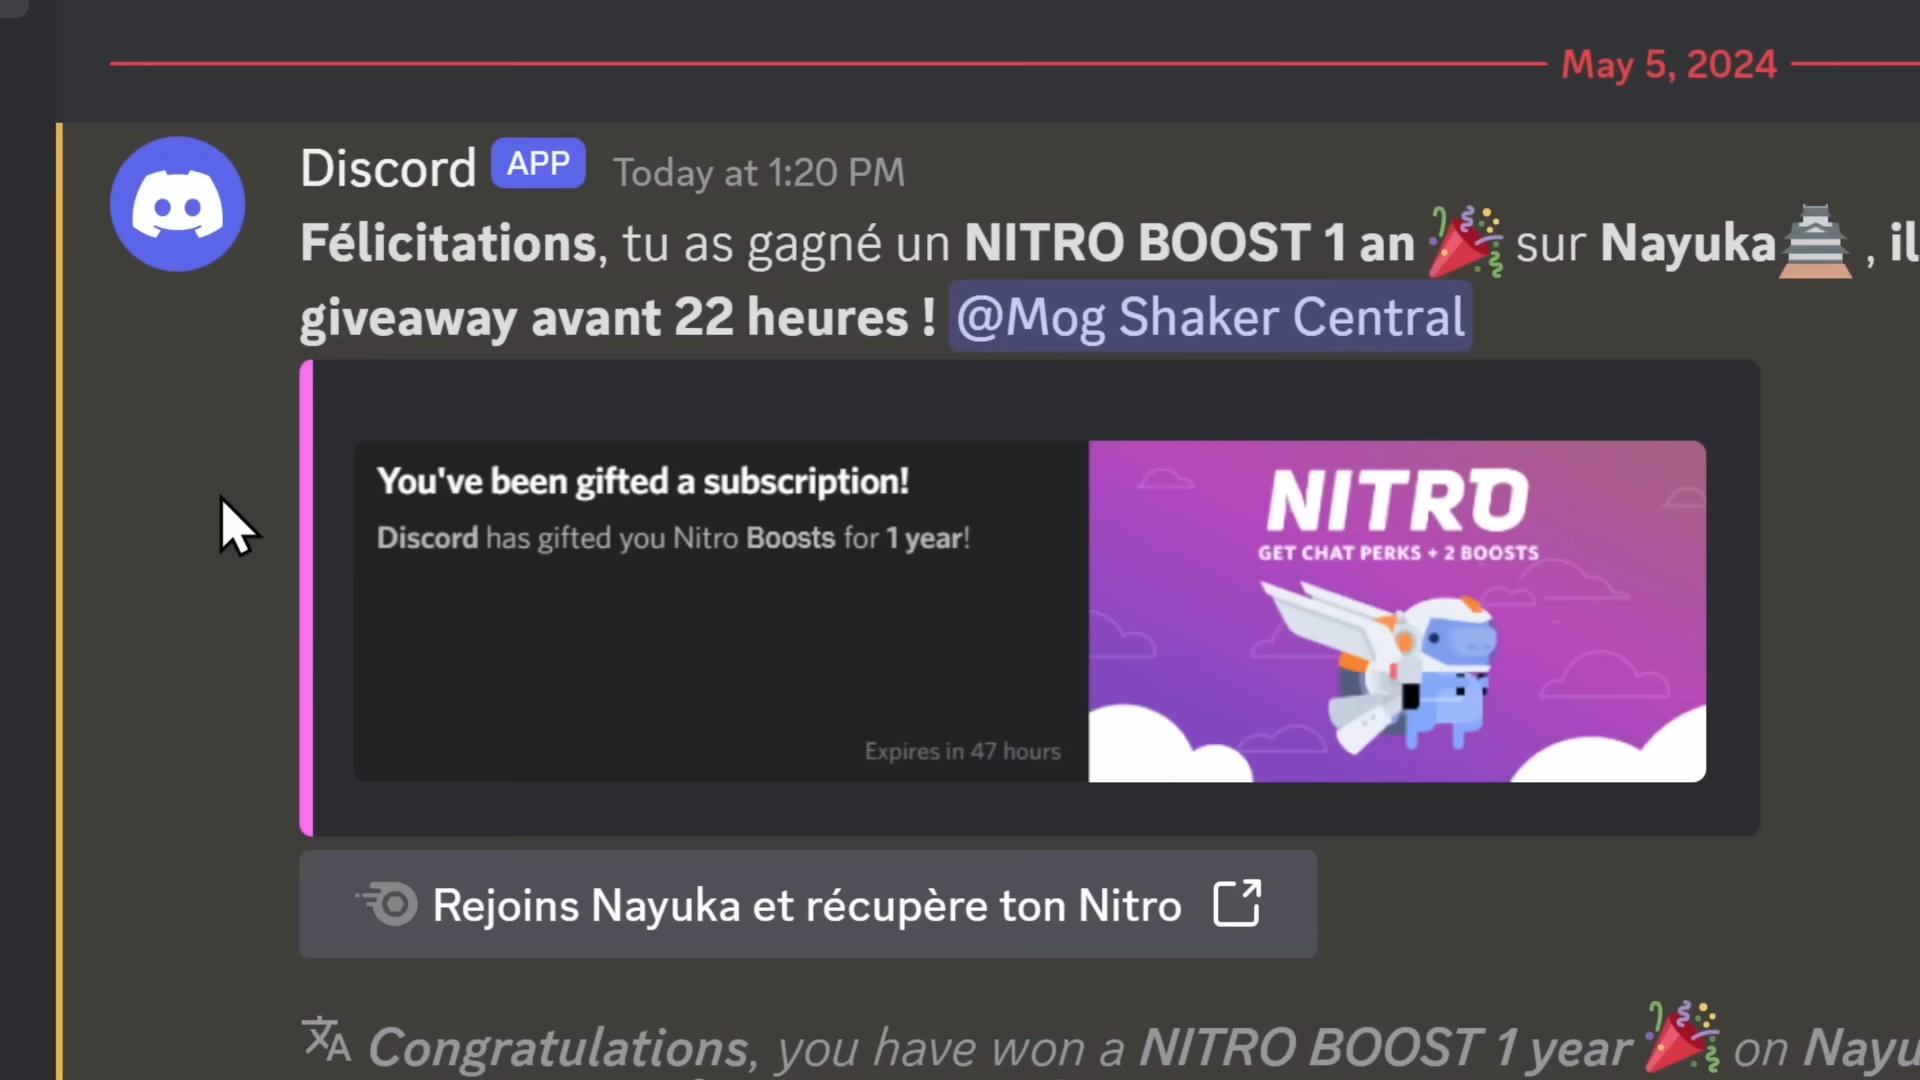 May 5, 2024
Discord APP Today at 1:20 PM
Félicitations, tu as gagné un NITRO BOOST 1 an 🎉 sur Nayuka🏯 , il
giveaway avant 22 heures ! @Mog Shaker Central
You've been gifted a subscription!
Discord has gifted you Nitro Boosts for 1 year!
Expires in 47 hours
NITRO
GET CHAT PERKS + 2 BOOSTS
Rejoins Nayuka et récupère ton Nitro
Congratulations, you have won a NITRO BOOST 1 year 🎉 on Nayu